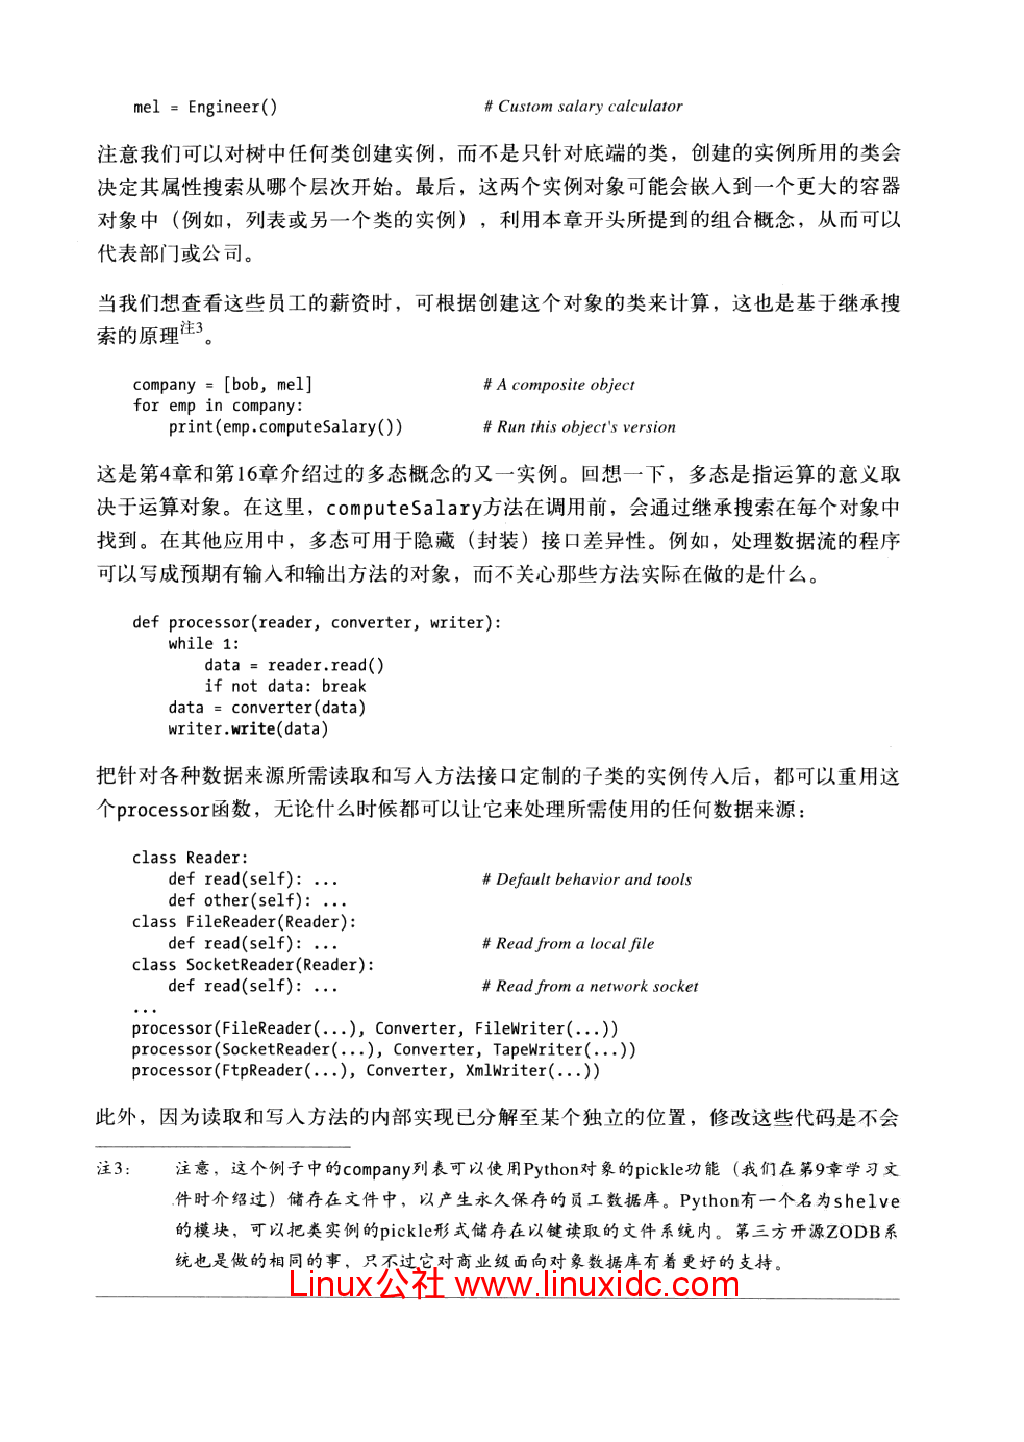 mel = Engineer() # Custom salary calculator
注意我们可以对树中任何类创建实例，而不是只针对底端的类，创建的实例所用的类会
决定其属性搜索从哪个层次开始。最后，这两个实例对象可能会嵌入到一个更大的容器
对象中（例如，列表或另一个类的实例），利用本章开头所提到的组合概念，从而可以
代表部门或公司。
当我们想查看这些员工的薪资时，可根据创建这个对象的类来计算，这也是基于继承搜
索的原理注3。
company = [bob, mel] # A composite object
for emp in company:
print(emp.computeSalary()) # Run this object's version
这是第4章和第16章介绍过的多态概念的又一实例。回想一下，多态是指运算的意义取
决于运算对象。在这里，computeSalary方法在调用前，会通过继承搜索在每个对象中
找到。在其他应用中，多态可用于隐藏（封装）接口差异性。例如，处理数据流的程序
可以写成预期有输入和输出方法的对象，而不关心那些方法实际在做的是什么。
def processor(reader, converter, writer):
while 1:
data = reader.read()
if not data: break
data = converter(data)
writer.write(data)
把针对各种数据来源所需读取和写入方法接口定制的子类的实例传入后，都可以重用这
个processor函数，无论什么时候都可以让它来处理所需使用的任何数据来源：
class Reader:
def read(self): ... # Default behavior and tools
def other(self): ...
class FileReader(Reader):
def read(self): ... # Read from a local file
class SocketReader(Reader):
def read(self): ... # Read from a network socket
...
processor(FileReader(...), Converter, FileWriter(...))
processor(SocketReader(...), Converter, TapeWriter(...))
processor(FtpReader(...), Converter, XmlWriter(...))
此外，因为读取和写入方法的内部实现已分解至某个独立的位置，修改这些代码是不会
注3： 注意，这个例子中的company列表可以使用Python对象的pickle功能（我们在第9章学习文
件时介绍过）储存在文件中，以产生永久保存的员工数据库。Python有一个名为shelve
的模块，可以把类实例的pickle形式储存在以键读取的文件系统内。第三方开源ZODB系
统也是做的相同的事，只不过它对商业级面向对象数据库有着更好的支持。
Linux公社 www.linuxidc.com